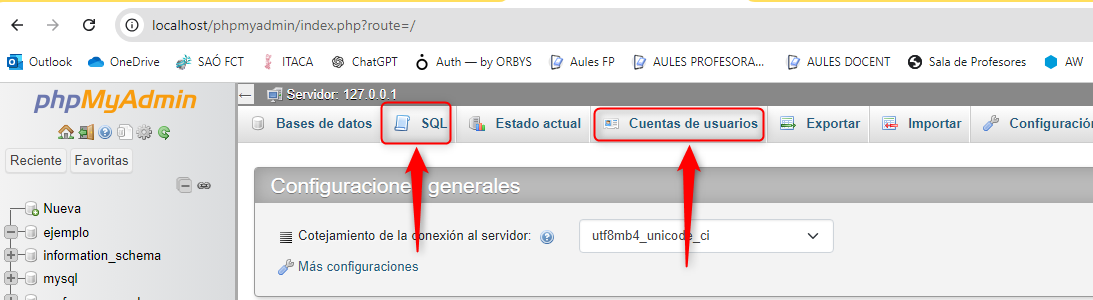 localhost/phpmyadmin/index.php?route=/
Outlook OneDrive SAÓ FCT ITACA ChatGPT Auth — by ORBYS Aules FP AULES PROFESORA... AULES DOCENT Sala de Profesores AW
phpMyAdmin
Servidor: 127.0.0.1
Bases de datos SQL Estado actual Cuentas de usuarios Exportar Importar Configuración
Reciente Favoritas
Configuraciones generales
Nueva
Cotejamiento de la conexión al servidor: utf8mb4_unicode_ci
ejemplo
information_schema
Más configuraciones
mysql